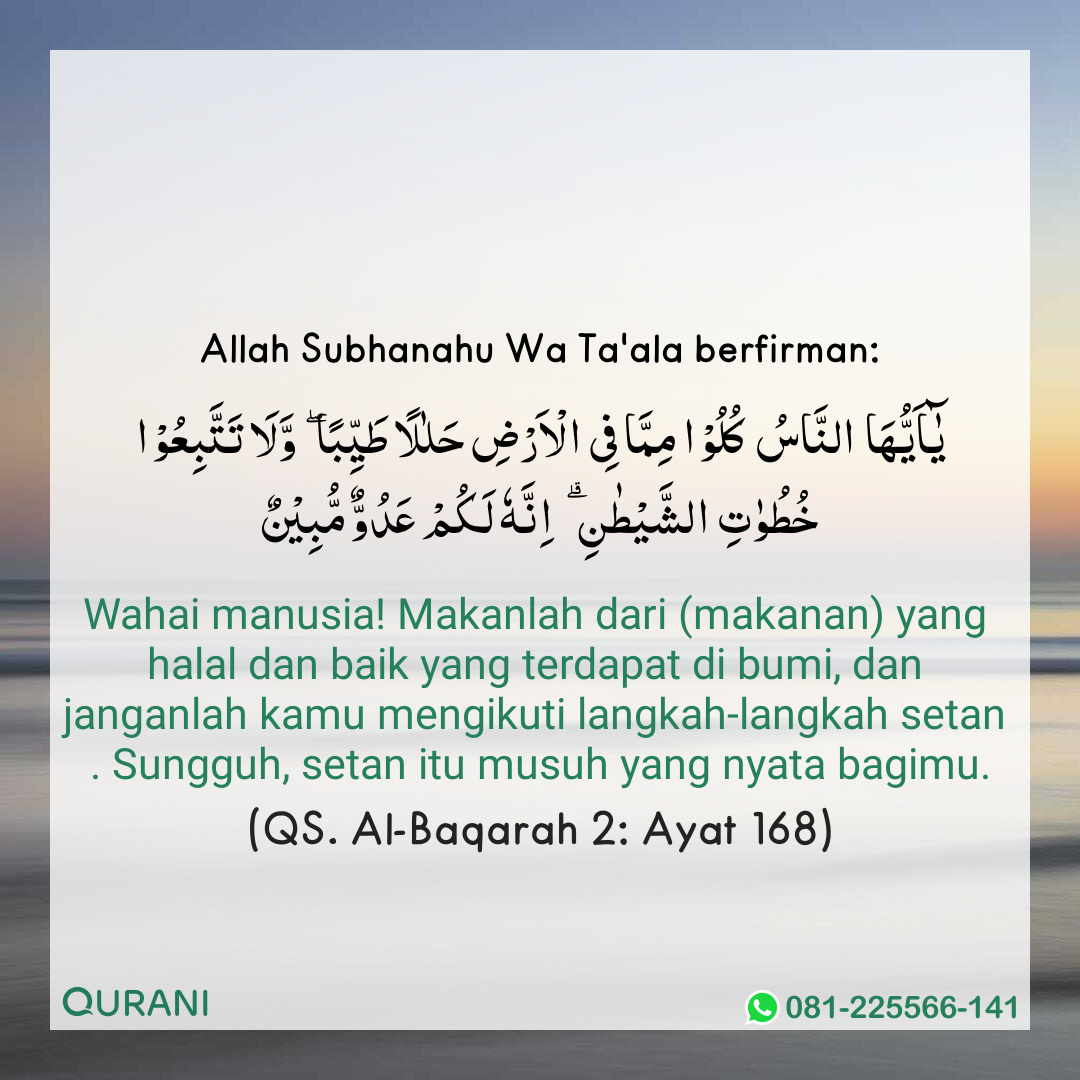 Allah Subhanahu Wa Ta'ala berfirman:
يٰٓاَيُّهَا النَّاسُ كُلُوْا مِمَّا فِى الْاَرْضِ حَلٰلًا طَيِّبًا ۖ وَّلَا تَتَّبِعُوْا
خُطُوٰتِ الشَّيْطٰنِ ۗ اِنَّهٗ لَـكُمْ عَدُوٌّ مُّبِيْنٌ
Wahai manusia! Makanlah dari (makanan) yang
halal dan baik yang terdapat di bumi, dan
janganlah kamu mengikuti langkah-langkah setan
. Sungguh, setan itu musuh yang nyata bagimu.
(QS. Al-Baqarah 2: Ayat 168)
QURANI
081-225566-141